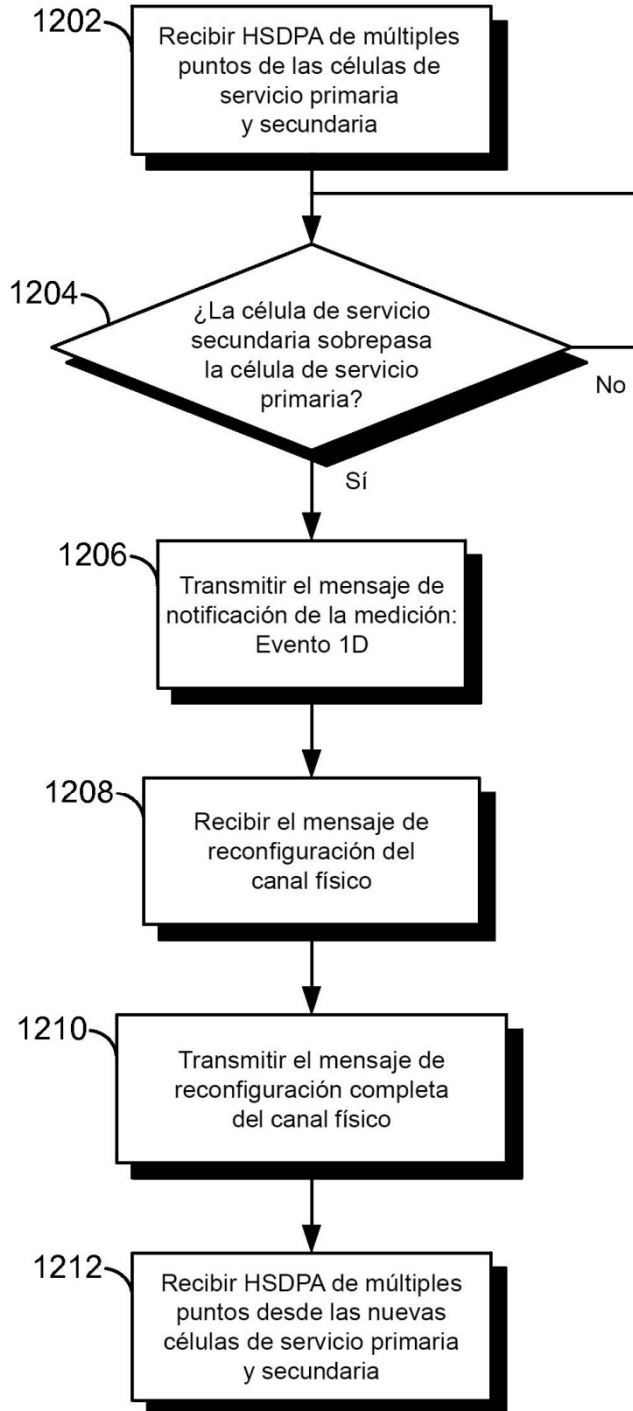 1202
Recibir HSDPA de múltiples
puntos de las células de
servicio primaria
y secundaria
1204
¿La célula de servicio
secundaria sobrepasa
la célula de servicio
primaria?
No
Sí
1206
Transmitir el mensaje de
notificación de la medición:
Evento 1D
1208
Recibir el mensaje de
reconfiguración del
canal físico
1210
Transmitir el mensaje de
reconfiguración completa
del canal físico
1212
Recibir HSDPA de múltiples
puntos desde las nuevas
células de servicio primaria
y secundaria